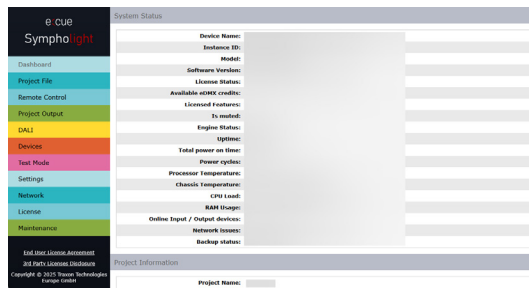 e:cue
Sympholight
Dashboard
Project File
Remote Control
Project Output
DALI
Devices
Test Mode
Settings
Network
License
Maintenance
End User License Agreement
3rd Party Licenses Disclosure
Copyright © 2025 Traxon Technologies
Europe GmbH
System Status
Device Name:
Instance ID:
Model:
Software Version:
License Status:
Available eDMX credits:
Licensed Features:
Is muted:
Engine Status:
Uptime:
Total power on time:
Power cycles:
Processor Temperature:
Chassis Temperature:
CPU Load:
RAM Usage:
Online Input / Output devices:
Network issues:
Backup status:
Project Information
Project Name: